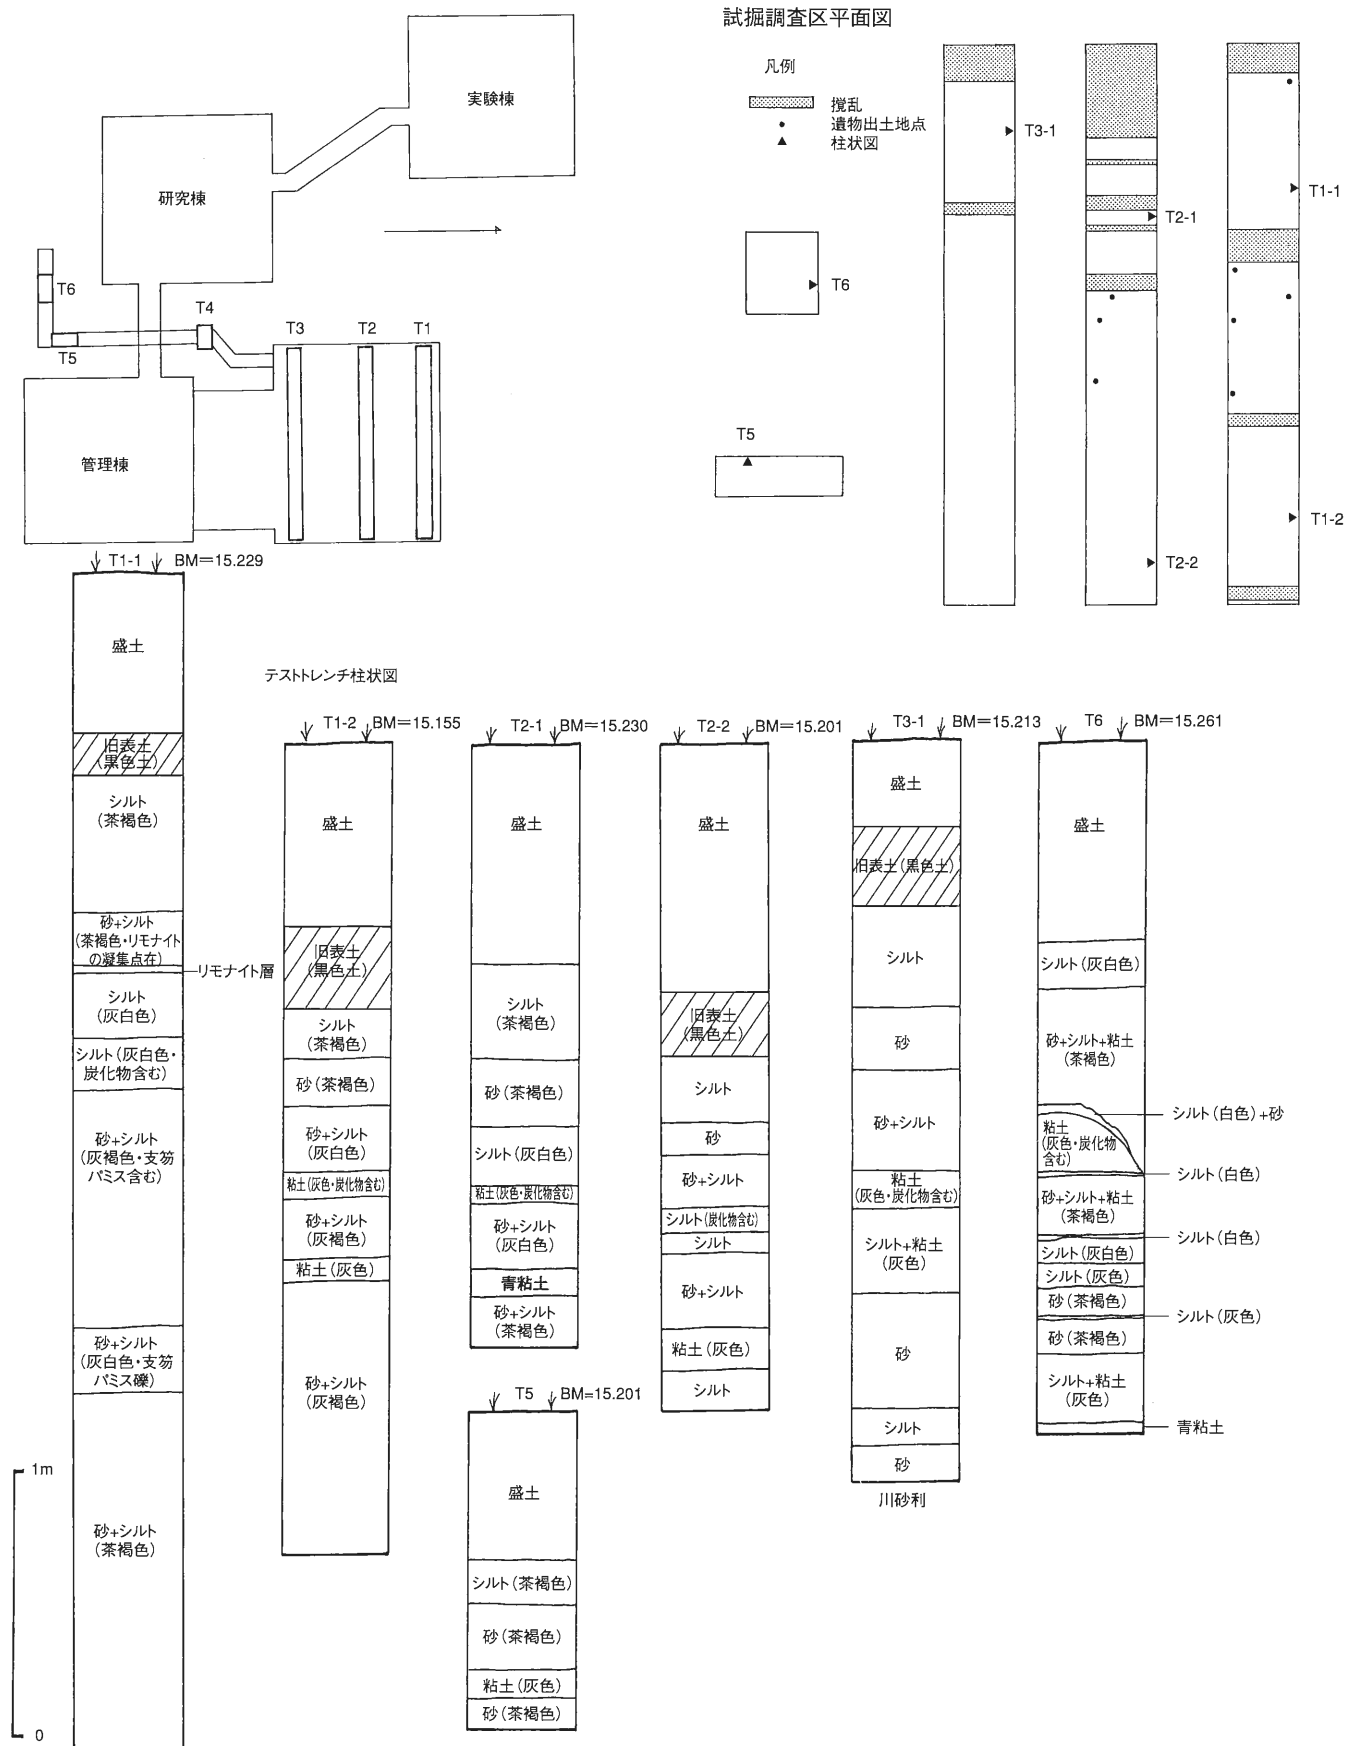 試掘調査区平面図
凡例
撹乱
遺物出土地点
柱状図
実験棟
研究棟
管理棟
T6
T5
T4
T3
T2
T1
T3-1
T2-1
T1-1
T6
T5
T1-2
T2-2
T1-1
BM=15.229
盛土
旧表土
(黒色土)
シルト
(茶褐色)
砂+シルト
(茶褐色・リモナイト
の凝集点在)
リモナイト層
シルト
(灰白色)
シルト(灰白色・
炭化物含む)
砂+シルト
(灰褐色・支笏
パミス含む)
砂+シルト
(灰白色・支笏
パミス礫)
砂+シルト
(茶褐色)
1m
0
テストトレンチ柱状図
T1-2
BM=15.155
盛土
旧表土
(黒色土)
シルト
(茶褐色)
砂(茶褐色)
砂+シルト
(灰白色)
粘土(灰色・炭化物含む)
砂+シルト
(灰褐色)
粘土(灰色)
砂+シルト
(灰褐色)
T2-1
BM=15.230
盛土
シルト
(茶褐色)
砂(茶褐色)
シルト(灰白色)
粘土(灰色・炭化物含む)
砂+シルト
(灰白色)
青粘土
砂+シルト
(茶褐色)
T5
BM=15.201
盛土
シルト(茶褐色)
砂(茶褐色)
粘土(灰色)
砂(茶褐色)
T2-2
BM=15.201
盛土
旧表土
(黒色土)
シルト
砂
砂+シルト
シルト(炭化物含む)
シルト
砂+シルト
粘土(灰色)
シルト
T3-1
BM=15.213
盛土
旧表土(黒色土)
シルト
砂
砂+シルト
粘土
(灰色・炭化物含む)
シルト+粘土
(灰色)
砂
シルト
砂
川砂利
T6
BM=15.261
盛土
シルト(灰白色)
砂+シルト+粘土
(茶褐色)
シルト(白色)+砂
粘土
(灰色・炭化物
含む)
シルト(白色)
砂+シルト+粘土
(茶褐色)
シルト(白色)
シルト(灰白色)
シルト(灰色)
砂(茶褐色)
シルト(灰色)
砂(茶褐色)
シルト+粘土
(灰色)
青粘土